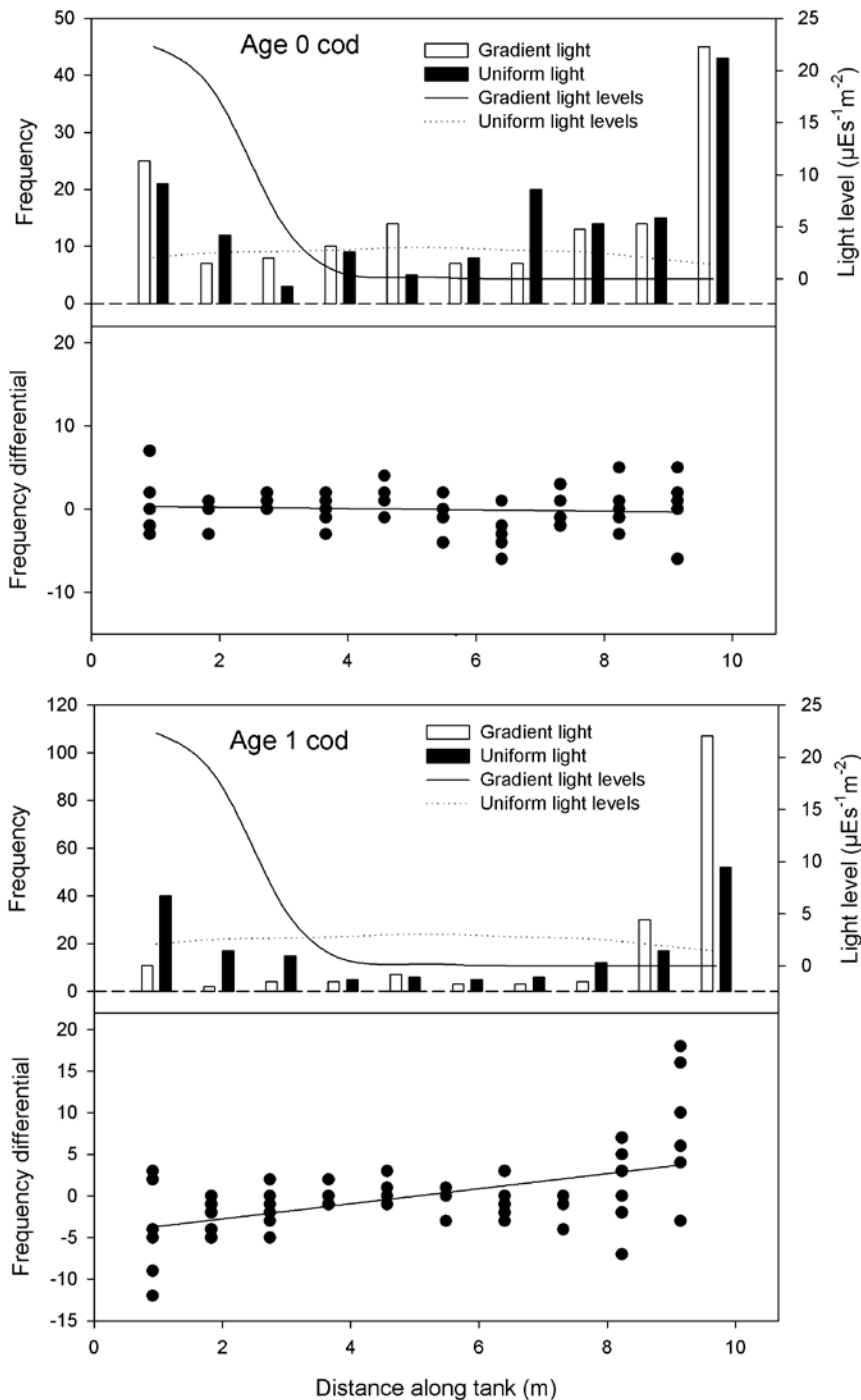 Age 0 cod
Gradient light
Uniform light
Gradient light levels
Uniform light levels
Frequency
50
40
30
20
10
0
Light level (µEs⁻¹m⁻²)
25
20
15
10
5
0
Frequency differential
20
10
0
-10
0 2 4 6 8 10
Age 1 cod
Gradient light
Uniform light
Gradient light levels
Uniform light levels
Frequency
120
100
80
60
40
20
0
Light level (µEs⁻¹m⁻²)
25
20
15
10
5
0
Frequency differential
20
15
10
5
0
-5
-10
-15
0 2 4 6 8 10
Distance along tank (m)